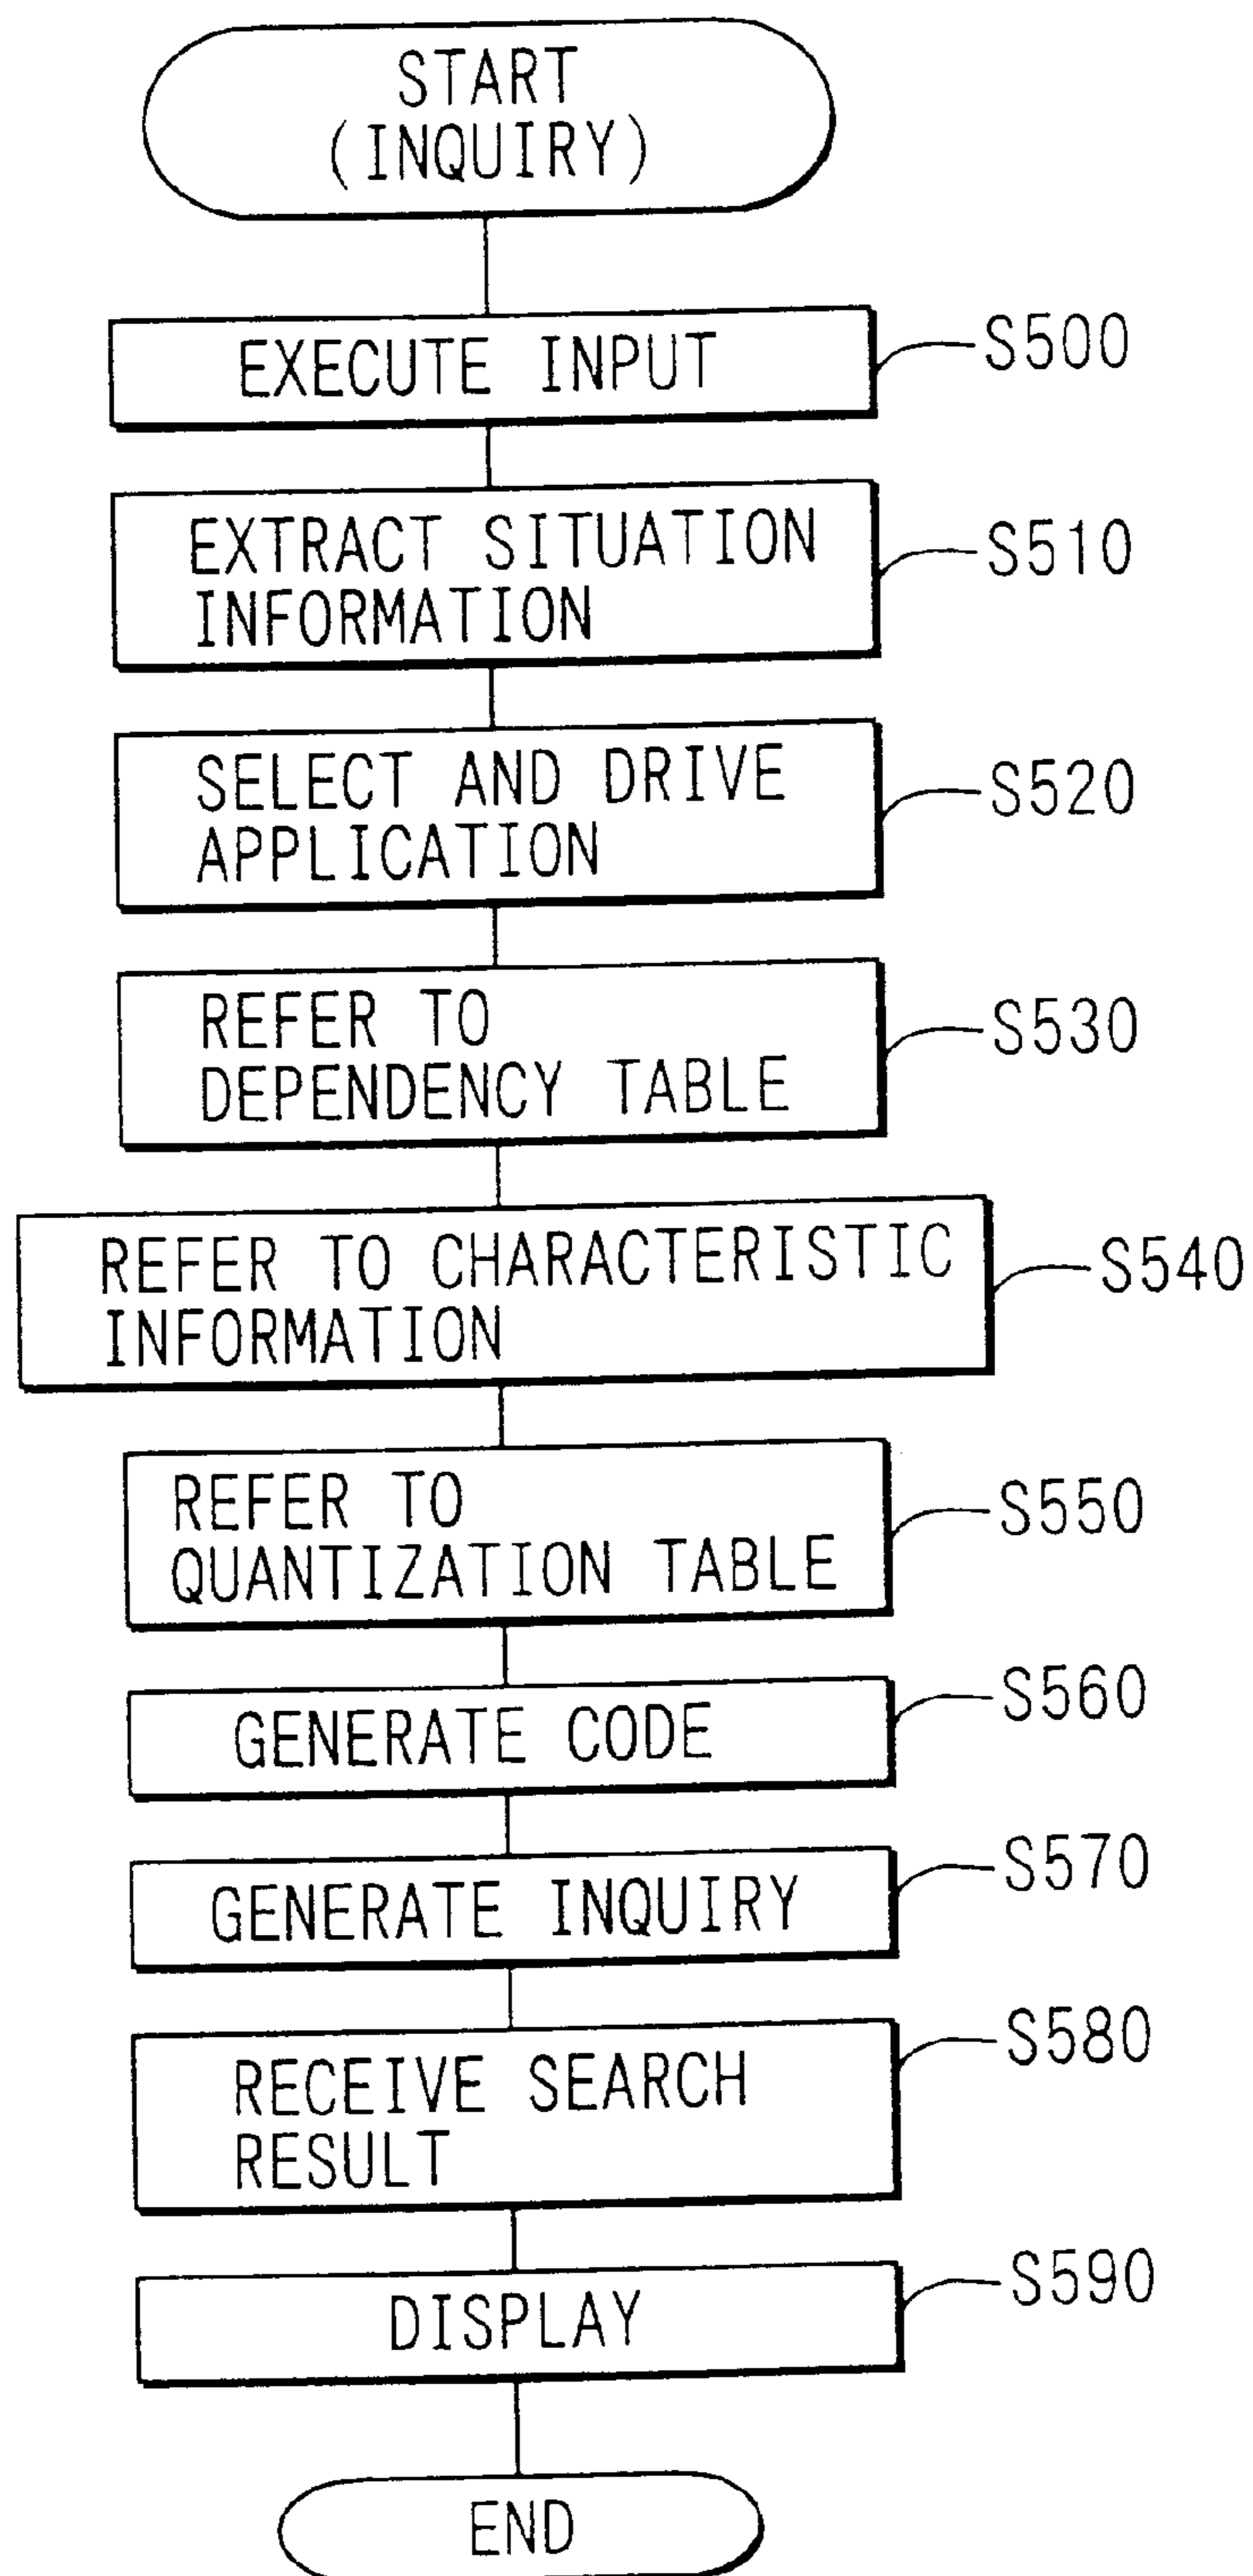 START
(INQUIRY)
EXECUTE INPUT
S500
EXTRACT SITUATION
INFORMATION
S510
SELECT AND DRIVE
APPLICATION
S520
REFER TO
DEPENDENCY TABLE
S530
REFER TO CHARACTERISTIC
INFORMATION
S540
REFER TO
QUANTIZATION TABLE
S550
GENERATE CODE
S560
GENERATE INQUIRY
S570
RECEIVE SEARCH
RESULT
S580
DISPLAY
S590
END